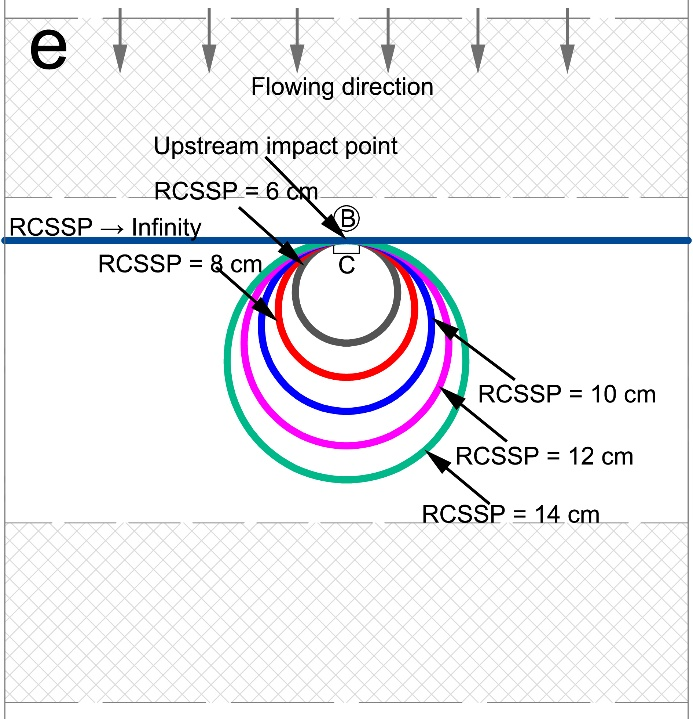 e
Flowing direction
Upstream impact point
RCSSP = 6 cm
B
RCSSP → Infinity
RCSSP = 8 cm
C
RCSSP = 10 cm
RCSSP = 12 cm
RCSSP = 14 cm